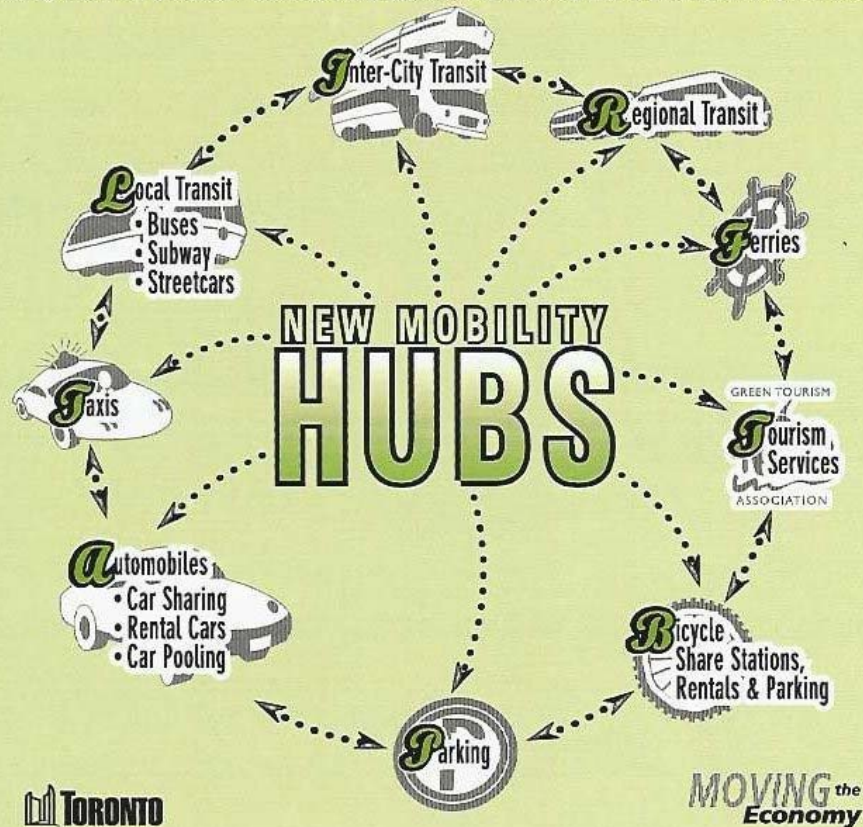 Inter-City Transit
Regional Transit
Local Transit
• Buses
• Subway
• Streetcars
Ferries
NEW MOBILITY
HUBS
Taxis
GREEN TOURISM
Tourism
Services
ASSOCIATION
Automobiles
• Car Sharing
• Rental Cars
• Car Pooling
Bicycle
Share Stations,
Rentals & Parking
Parking
TORONTO
MOVING the
Economy